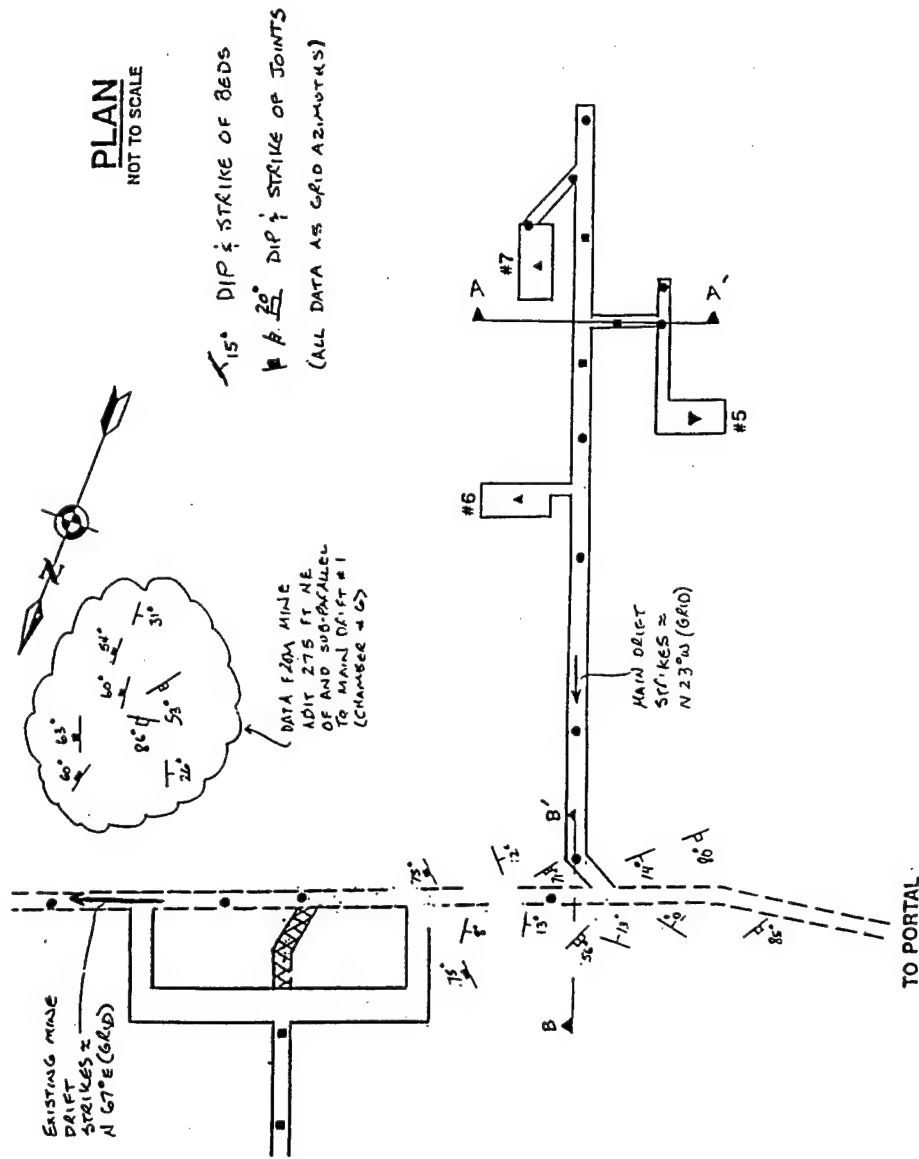 PLAN
NOT TO SCALE
15° DIP & STRIKE OF BEDS
20° DIP & STRIKE OF JOINTS
(ALL DATA AS GRID AZIMUTHS)
N
60° 63°
60° 54°
86°
53°
26°
31°
DATA FROM MINE
ADIT 275 FT NE
OF AND SUB-PARALLEL
TO MAIN DRIFT #1
(CHAMBER #6)
EXISTING MINE
DRIFT
STRIKES ≈
N 67° E (GRID)
#7
A
A'
#6
#5
MAIN DRIFT
STRIKES ≈
N 23° W (GRID)
B
B'
75°
75°
8°
12°
13°
71°
56°
13°
14°
90°
85°
TO PORTAL